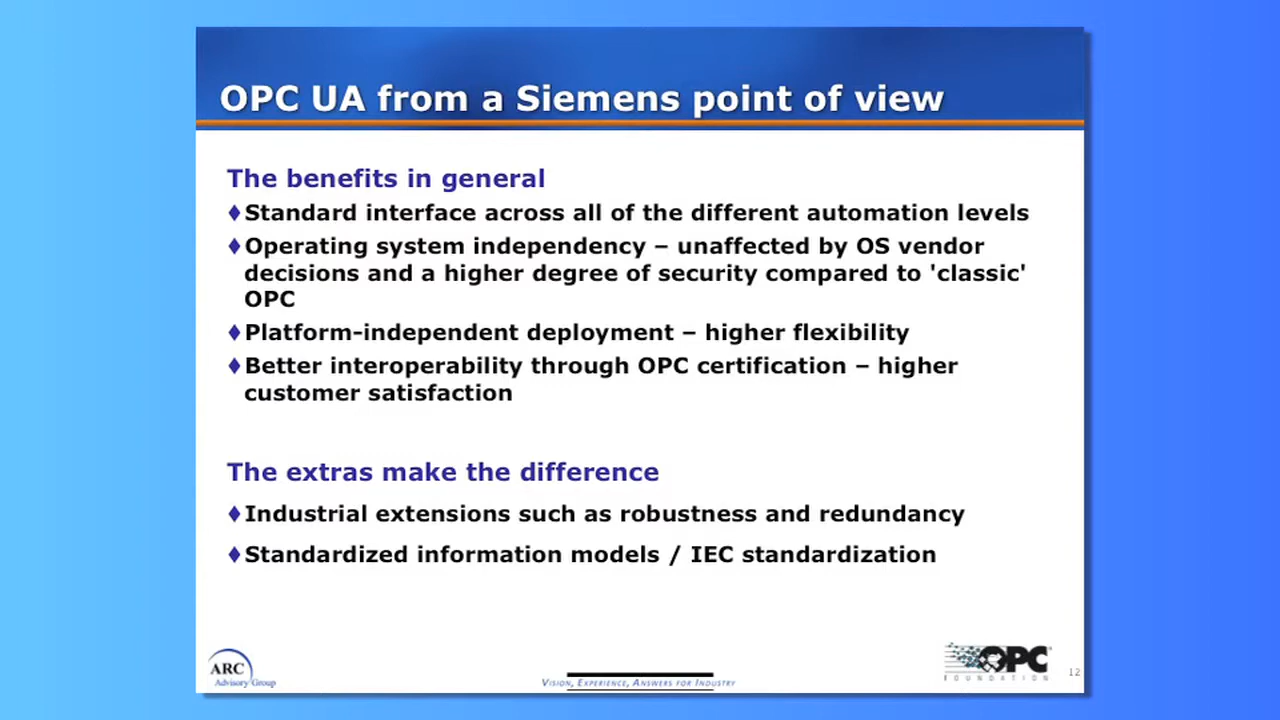 OPC UA from a Siemens point of view
The benefits in general
♦Standard interface across all of the different automation levels
♦Operating system independency – unaffected by OS vendor
decisions and a higher degree of security compared to 'classic'
OPC
♦Platform-independent deployment – higher flexibility
♦Better interoperability through OPC certification – higher
customer satisfaction
The extras make the difference
♦Industrial extensions such as robustness and redundancy
♦Standardized information models / IEC standardization
ARC
Advisory Group
Vision, Experience, Answers for Industry
OPC
FOUNDATION
12